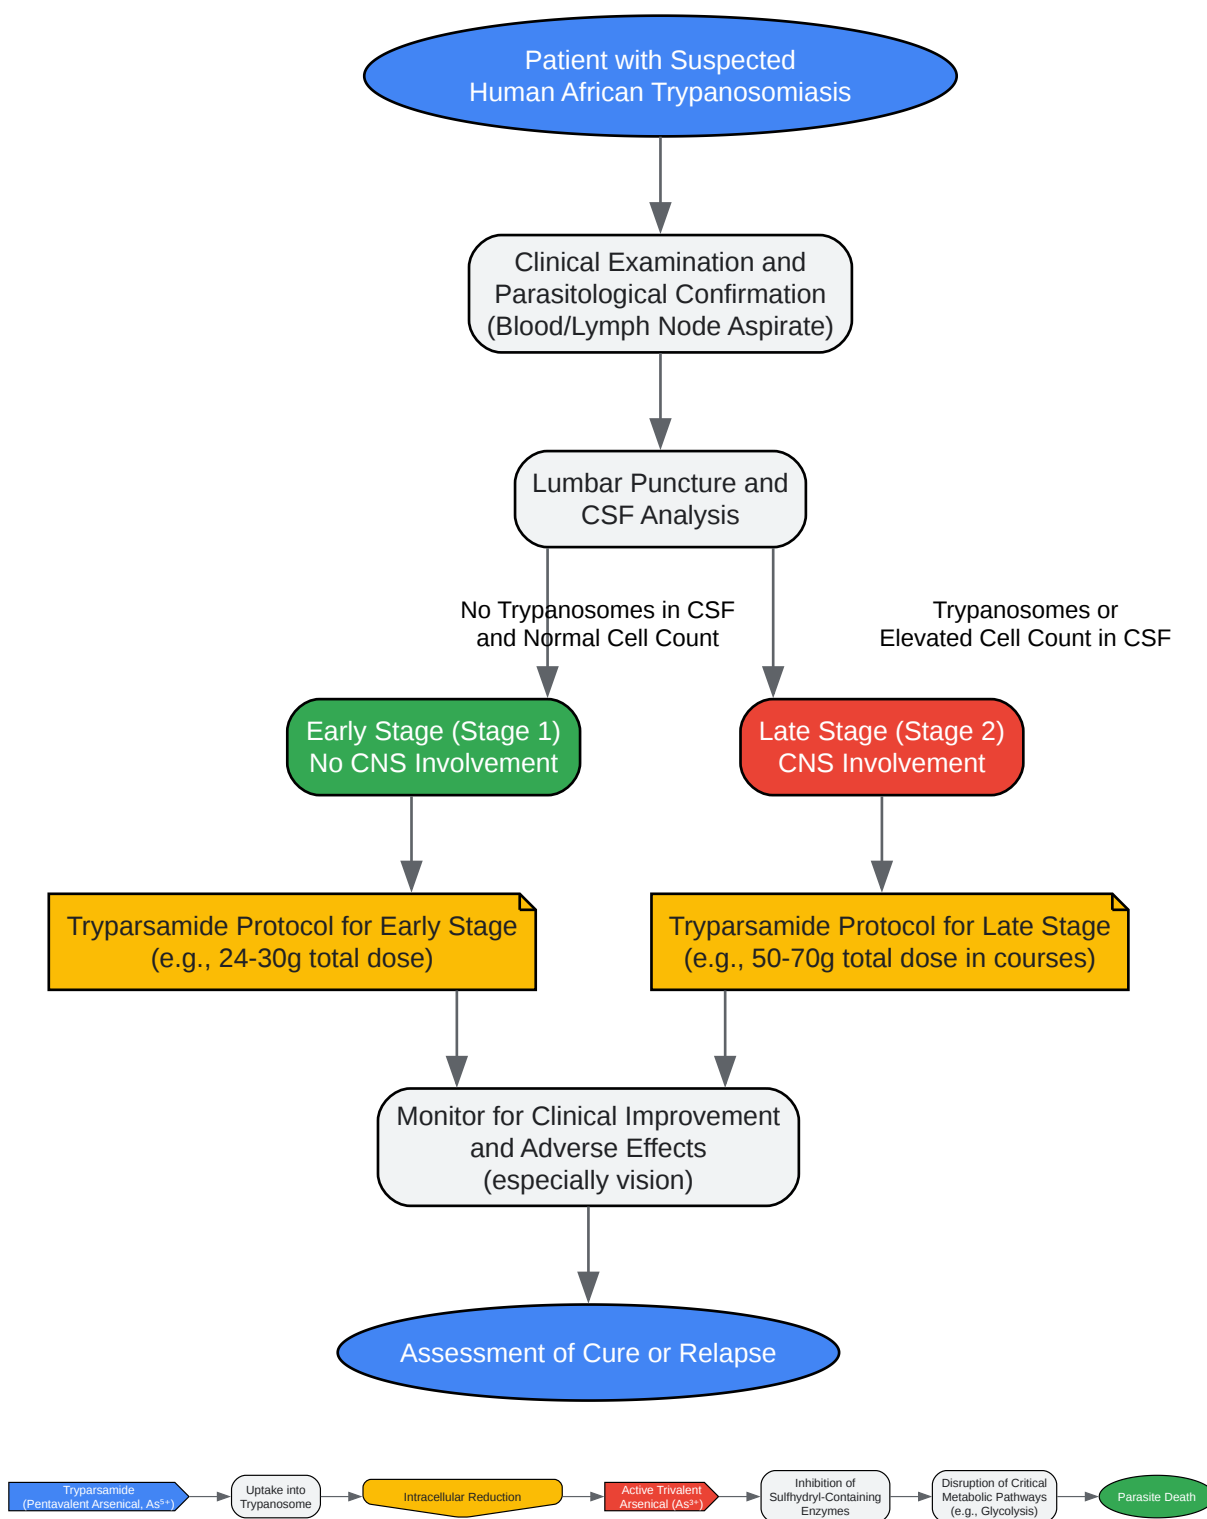 Patient with Suspected
Human African Trypanosomiasis
Clinical Examination and
Parasitological Confirmation
(Blood/Lymph Node Aspirate)
Lumbar Puncture and
CSF Analysis
No Trypanosomes in CSF
and Normal Cell Count
Trypanosomes or
Elevated Cell Count in CSF
Early Stage (Stage 1)
No CNS Involvement
Late Stage (Stage 2)
CNS Involvement
Tryparsamide Protocol for Early Stage
(e.g., 24-30g total dose)
Tryparsamide Protocol for Late Stage
(e.g., 50-70g total dose in courses)
Monitor for Clinical Improvement
and Adverse Effects
(especially vision)
Assessment of Cure or Relapse
Tryparsamide
(Pentavalent Arsenical, As⁵⁺)
Uptake into
Trypanosome
Intracellular Reduction
Active Trivalent
Arsenical (As³⁺)
Inhibition of
Sulfhydryl-Containing
Enzymes
Disruption of Critical
Metabolic Pathways
(e.g., Glycolysis)
Parasite Death